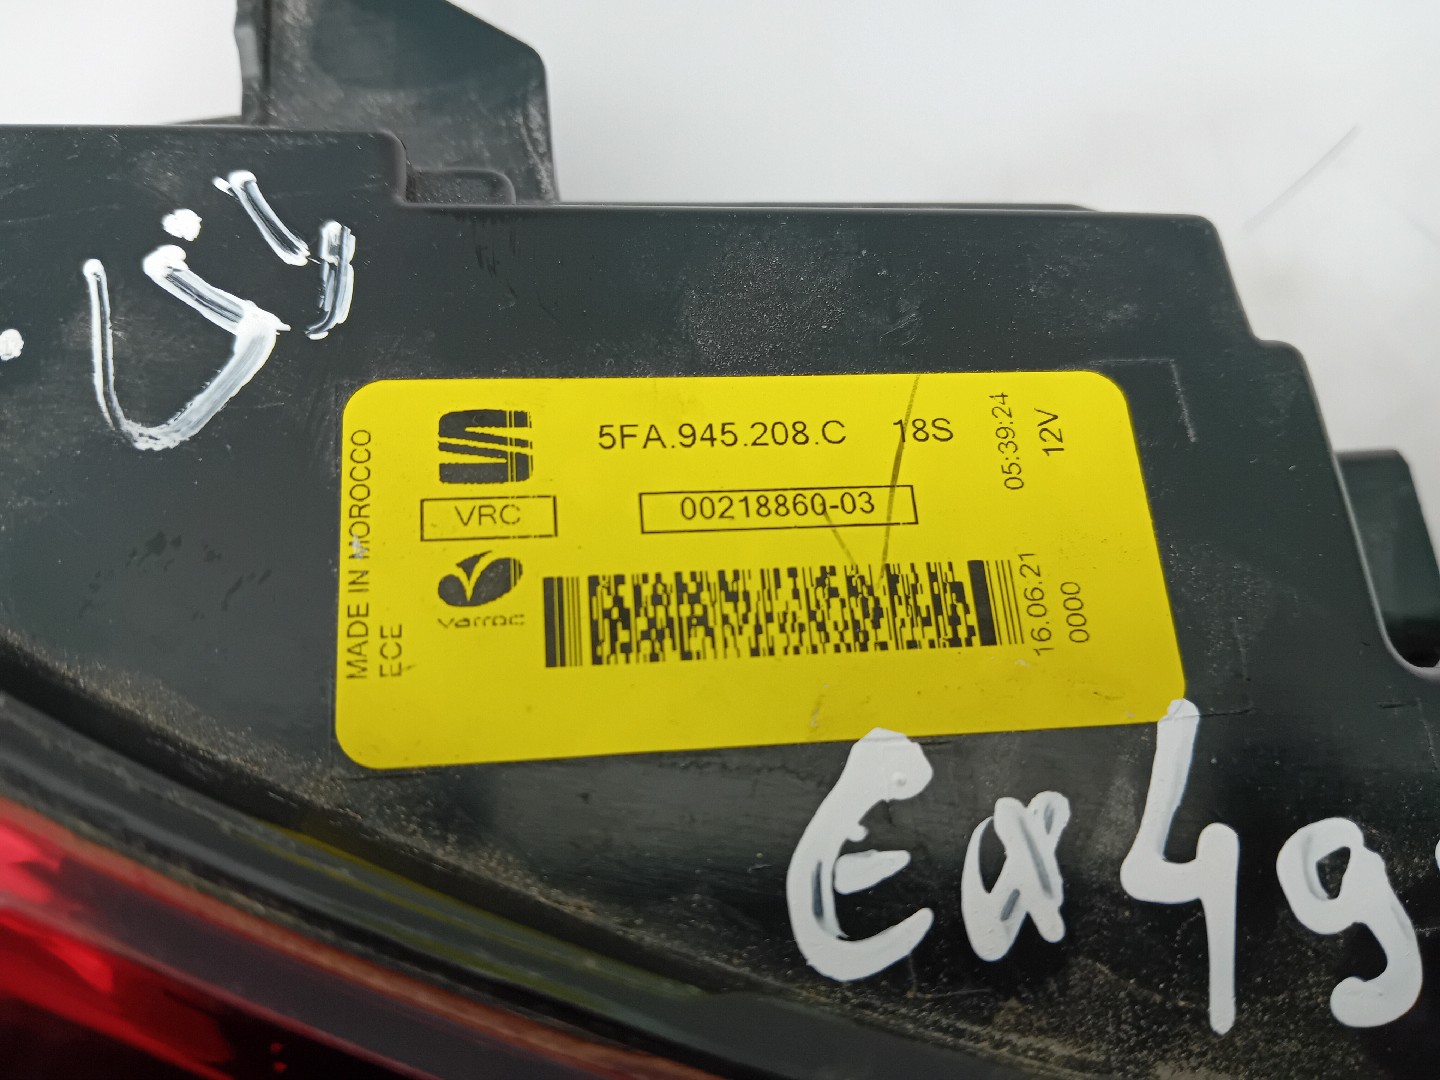 5FA.945.208.C 18S
VRC
00218860-03
varroc
MADE IN MOROCCO
ECE
05:39:24
12V
16.06.21
0000